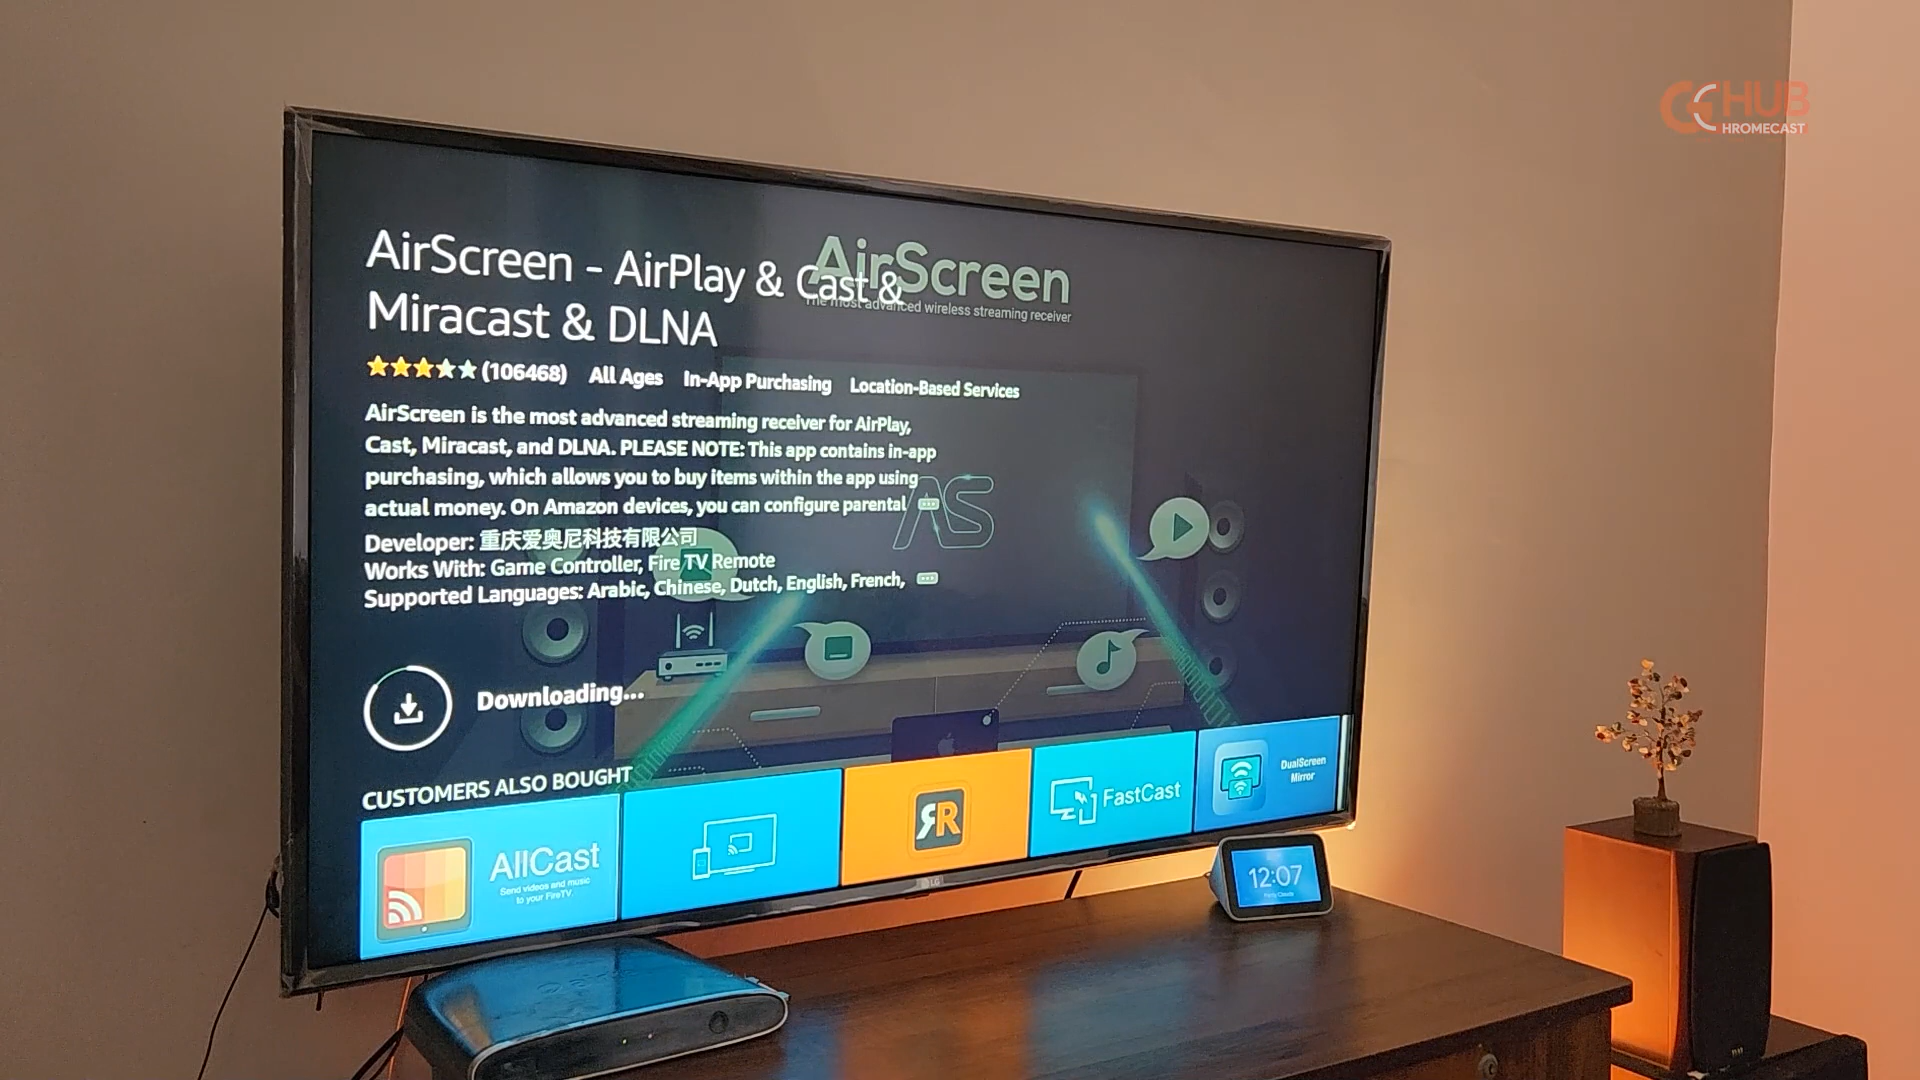 HUB
HROMECAST
AirScreen
The most advanced wireless streaming receiver
AirScreen - AirPlay & Cast &
Miracast & DLNA
(106468) All Ages In-App Purchasing Location-Based Services
AirScreen is the most advanced streaming receiver for AirPlay,
Cast, Miracast, and DLNA. PLEASE NOTE: This app contains in-app
purchasing, which allows you to buy items within the app using
actual money. On Amazon devices, you can configure parental
AS
Developer: 重庆爱奥尼科技有限公司
Works With: Game Controller, Fire TV Remote
Supported Languages: Arabic, Chinese, Dutch, English, French,
Downloading...
CUSTOMERS ALSO BOUGHT
AllCast
Send videos and music
to your FireTV
FastCast
DualScreen
Mirror
LG
12:07